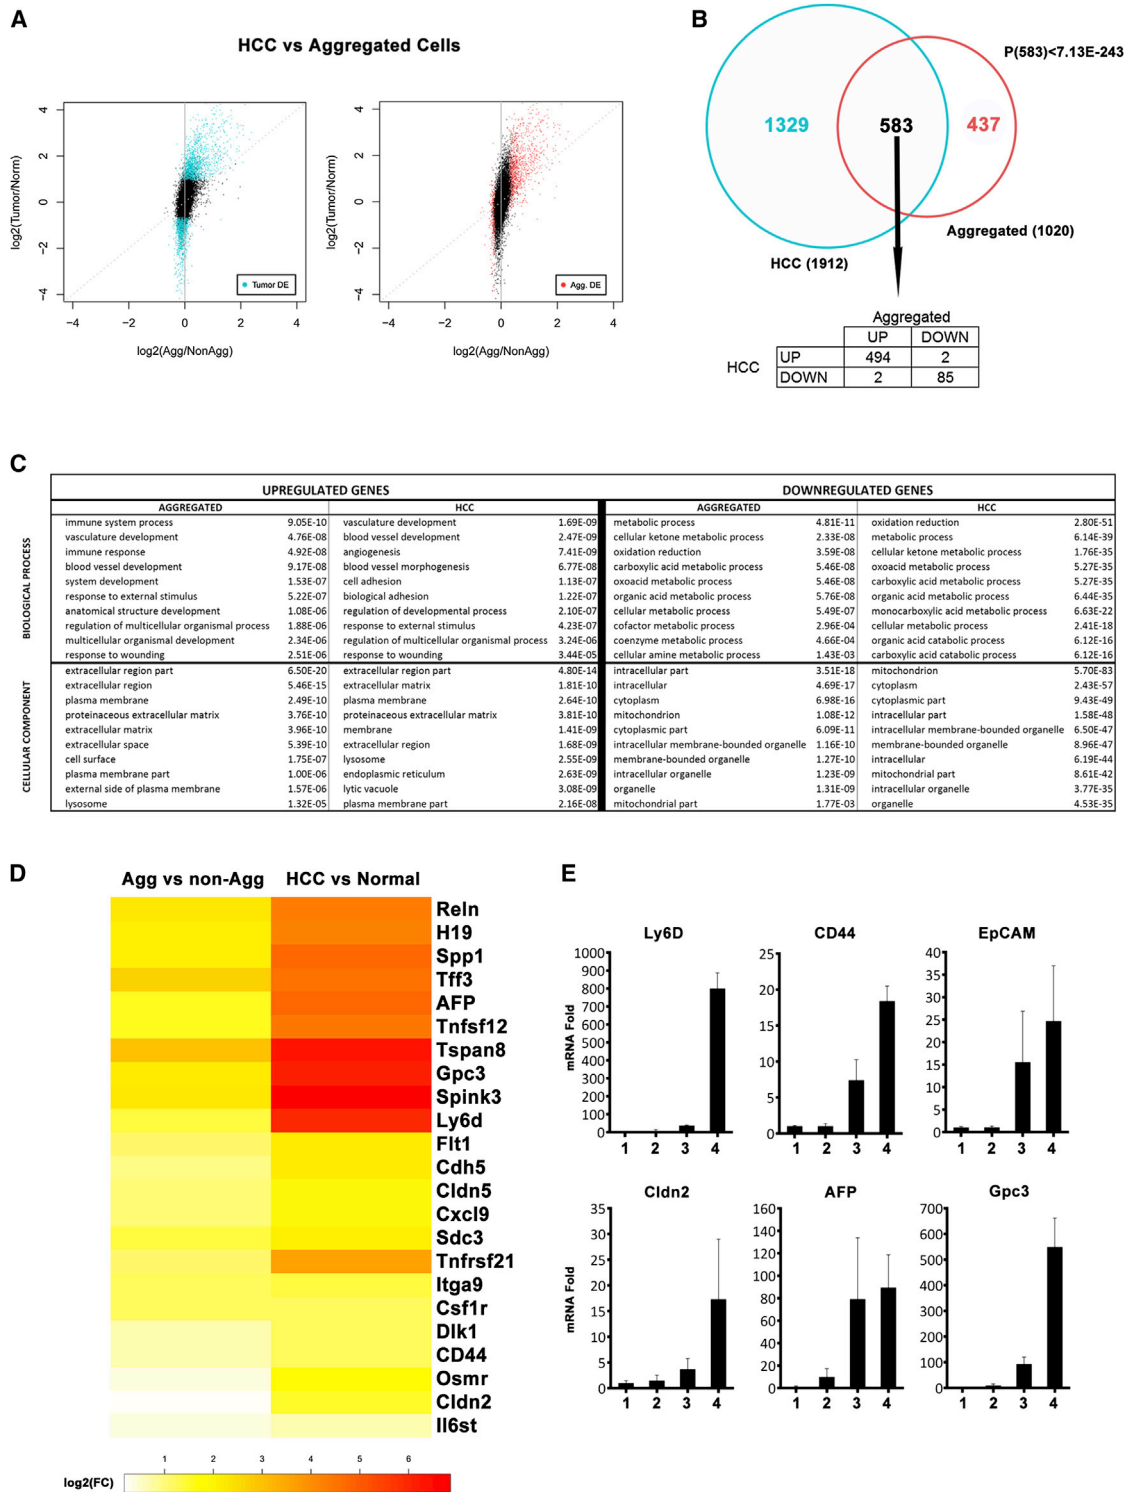 A
HCC vs Aggregated Cells
log2(Tumor/Norm)
4
2
0
−2
−4
Tumor DE
−4 −2 0 2 4
log2(Agg/NonAgg)
log2(Tumor/Norm)
4
2
0
−2
−4
Agg. DE
−4 −2 0 2 4
log2(Agg/NonAgg)
B
P(583)<7.13E-243
1329 583 437
Aggregated (1020)
HCC (1912)
Aggregated
UP DOWN
HCC
UP 494 2
DOWN 2 85
C
UPREGULATED GENES DOWNREGULATED GENES
AGGREGATED HCC AGGREGATED HCC
BIOLOGICAL PROCESS
immune system process 9.05E-10 vasculature development 1.69E-09 metabolic process 4.81E-11 oxidation reduction 2.80E-51
vasculature development 4.76E-08 blood vessel development 2.47E-09 cellular ketone metabolic process 2.33E-08 metabolic process 6.14E-39
immune response 4.92E-08 angiogenesis 7.41E-09 oxidation reduction 3.59E-08 cellular ketone metabolic process 1.76E-35
blood vessel development 9.17E-08 blood vessel morphogenesis 6.77E-08 carboxylic acid metabolic process 5.46E-08 oxoacid metabolic process 5.27E-35
system development 1.53E-07 cell adhesion 1.13E-07 oxoacid metabolic process 5.46E-08 carboxylic acid metabolic process 5.27E-35
response to external stimulus 5.22E-07 biological adhesion 1.22E-07 organic acid metabolic process 5.76E-08 organic acid metabolic process 6.44E-35
anatomical structure development 1.08E-06 regulation of developmental process 2.10E-07 cellular metabolic process 5.49E-07 monocarboxylic acid metabolic process 6.63E-22
regulation of multicellular organismal process 1.88E-06 response to external stimulus 4.23E-07 cofactor metabolic process 2.96E-04 cellular metabolic process 2.41E-18
multicellular organismal development 2.34E-06 regulation of multicellular organismal process 3.24E-06 coenzyme metabolic process 4.66E-04 organic acid catabolic process 6.12E-16
response to wounding 2.51E-06 response to wounding 3.44E-05 cellular amine metabolic process 1.43E-03 carboxylic acid catabolic process 6.12E-16
CELLULAR COMPONENT
extracellular region part 6.50E-20 extracellular region part 4.80E-14 intracellular part 3.51E-18 mitochondrion 5.70E-83
extracellular region 5.46E-15 extracellular matrix 1.81E-10 intracellular 4.69E-17 cytoplasm 2.43E-57
plasma membrane 2.49E-10 plasma membrane 2.64E-10 cytoplasm 6.98E-16 cytoplasmic part 9.43E-49
proteinaceous extracellular matrix 3.76E-10 proteinaceous extracellular matrix 3.81E-10 mitochondrion 1.08E-12 intracellular part 1.58E-48
extracellular matrix 3.96E-10 membrane 1.41E-09 cytoplasmic part 6.09E-11 intracellular membrane-bounded organelle 6.50E-47
extracellular space 5.39E-10 extracellular region 1.68E-09 intracellular membrane-bounded organelle 1.16E-10 membrane-bounded organelle 8.96E-47
cell surface 1.75E-07 lysosome 2.55E-09 membrane-bounded organelle 1.27E-10 intracellular 6.19E-44
plasma membrane part 1.00E-06 endoplasmic reticulum 2.63E-09 intracellular organelle 1.23E-09 mitochondrial part 8.61E-42
external side of plasma membrane 1.57E-06 lytic vacuole 3.08E-09 organelle 1.31E-09 intracellular organelle 3.77E-35
lysosome 1.32E-05 plasma membrane part 2.16E-08 mitochondrial part 1.77E-03 organelle 4.53E-35
D
Agg vs non-Agg HCC vs Normal
Reln
H19
Spp1
Tff3
AFP
Tnfsf12
Tspan8
Gpc3
Spink3
Ly6d
Flt1
Cdh5
Cldn5
Cxcl9
Sdc3
Tnfrsf21
Itga9
Csf1r
Dlk1
CD44
Osmr
Cldn2
Il6st
1 2 3 4 5 6
log2(FC)
E
Ly6D
mRNA Fold
1000
900
800
700
600
500
400
300
200
100
0
1 2 3 4
CD44
25
20
15
10
5
0
1 2 3 4
EpCAM
40
35
30
25
20
15
10
5
0
1 2 3 4
Cldn2
mRNA Fold
35
30
25
20
15
10
5
0
1 2 3 4
AFP
160
140
120
100
80
60
40
20
0
1 2 3 4
Gpc3
700
600
500
400
300
200
100
0
1 2 3 4